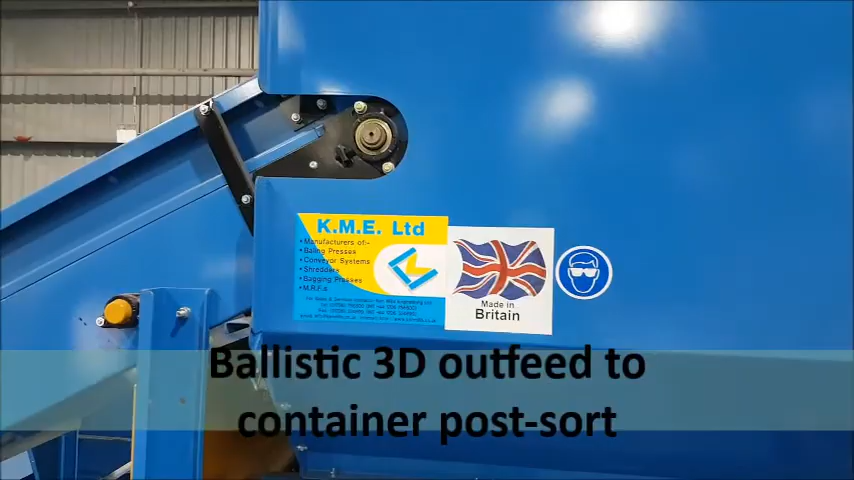 K.M.E. Ltd
Manufacturers of:-
• Baling Presses
• Conveyor Systems
• Shredders
• Bagging Presses
• M.R.F.s
Made in
Britain
Ballistic 3D outfeed to
container post-sort